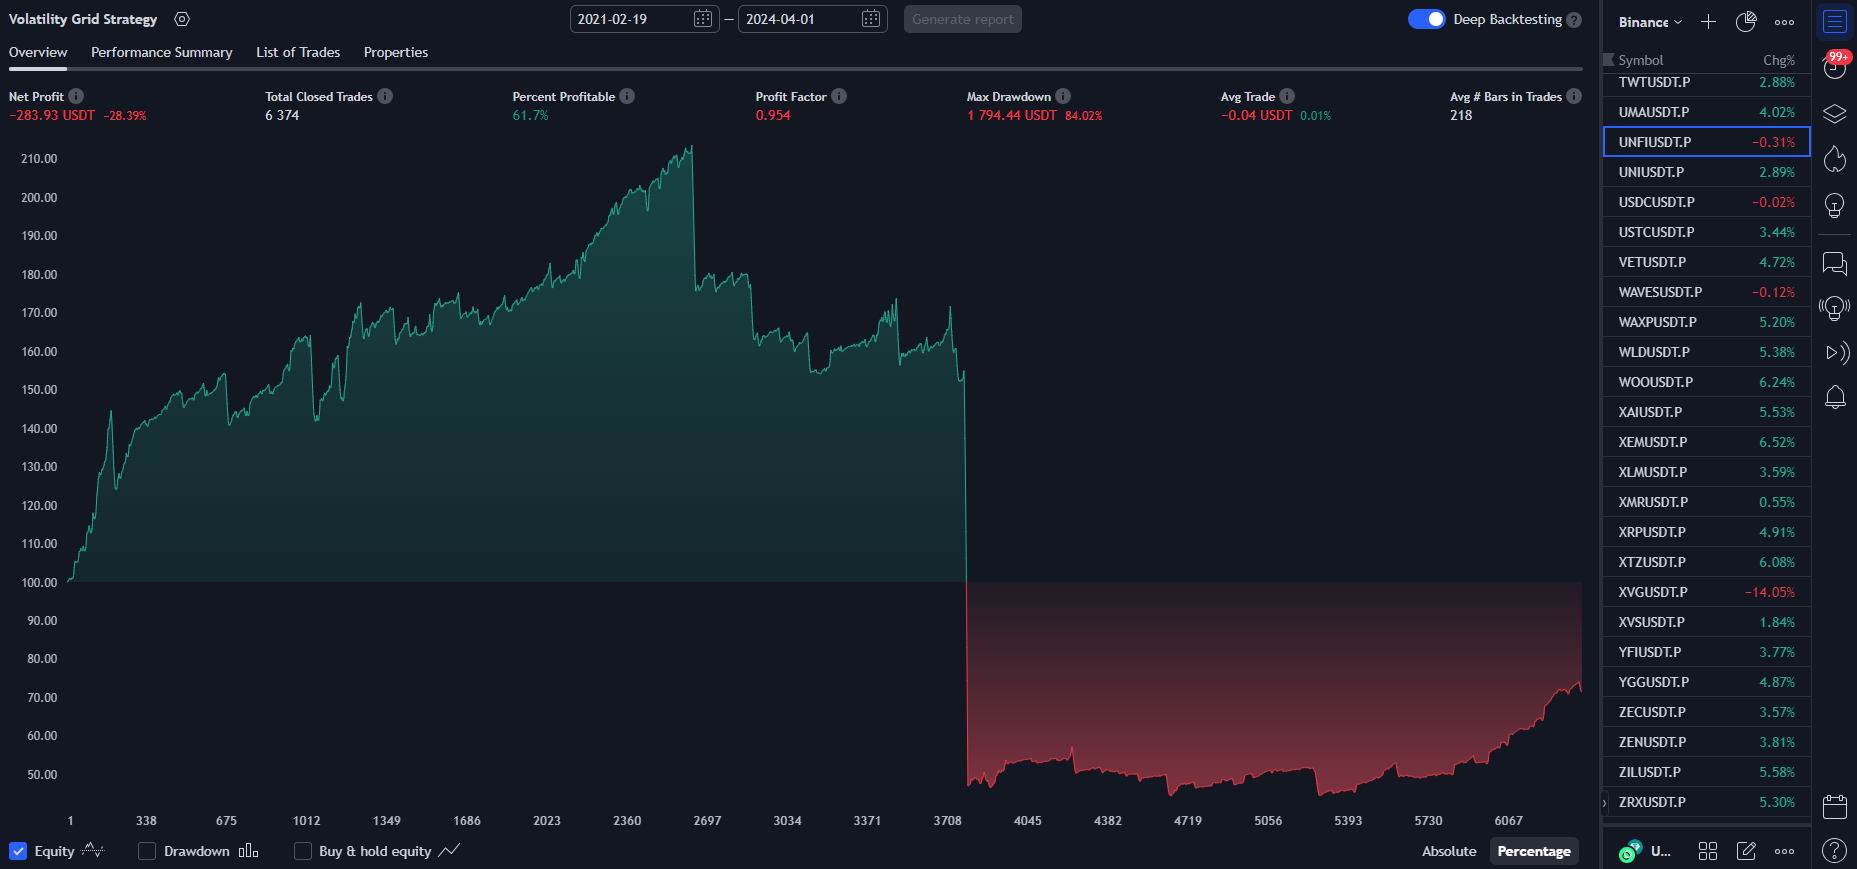 Volatility Grid Strategy
2021-02-19 — 2024-04-01 Generate report
Deep Backtesting ?
Overview Performance Summary List of Trades Properties
Net Profit
−283.93 USDT −28.39%
Total Closed Trades
6 374
Percent Profitable
61.7%
Profit Factor
0.954
Max Drawdown
1 794.44 USDT 84.02%
Avg Trade
−0.04 USDT 0.01%
Avg # Bars in Trades
218
210.00
200.00
190.00
180.00
170.00
160.00
150.00
140.00
130.00
120.00
110.00
100.00
90.00
80.00
70.00
60.00
50.00
1 338 675 1012 1349 1686 2023 2360 2697 3034 3371 3708 4045 4382 4719 5056 5393 5730 6067
Equity Drawdown Buy & hold equity
Absolute Percentage
Binance
Symbol Chg%
TWTUSDT.P 2.88%
UMAUSDT.P 4.02%
UNFIUSDT.P −0.31%
UNIUSDT.P 2.89%
USDCUSDT.P −0.02%
USTCUSDT.P 3.44%
VETUSDT.P 4.72%
WAVESUSDT.P −0.12%
WAXPUSDT.P 5.20%
WLDUSDT.P 5.38%
WOOUSDT.P 6.24%
XAIUSDT.P 5.53%
XEMUSDT.P 6.52%
XLMUSDT.P 3.59%
XMRUSDT.P 0.55%
XRPUSDT.P 4.91%
XTZUSDT.P 6.08%
XVGUSDT.P −14.05%
XVSUSDT.P 1.84%
YFIUSDT.P 3.77%
YGGUSDT.P 4.87%
ZECUSDT.P 3.57%
ZENUSDT.P 3.81%
ZILUSDT.P 5.58%
ZRXUSDT.P 5.30%
U...
99+